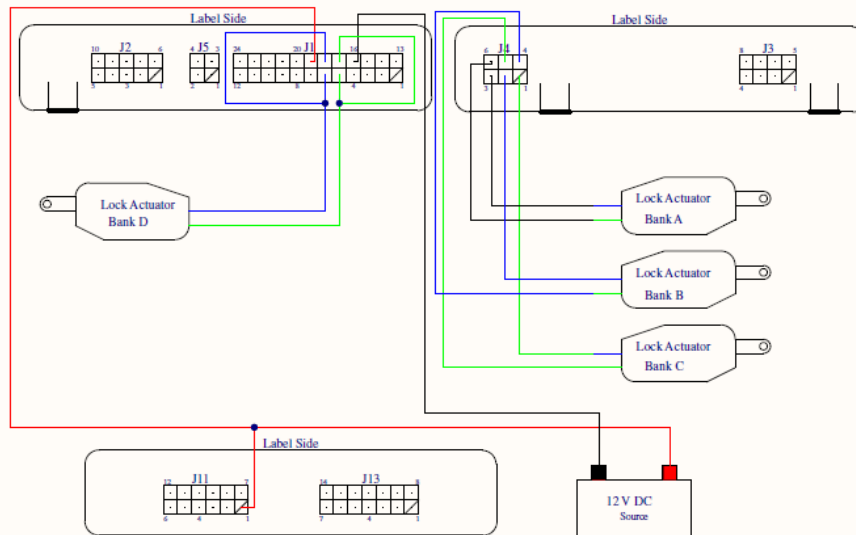 Label Side
Label Side
J2
J5
J1
J4
J3
10
6
4
3
24
20
16
13
6
4
8
5
5
3
1
2
1
12
8
4
1
3
1
4
1
Lock Actuator
Bank D
Lock Actuator
Bank A
Lock Actuator
Bank B
Lock Actuator
Bank C
Label Side
J11
J13
12
7
14
8
6
4
1
7
4
1
12 V DC
Source